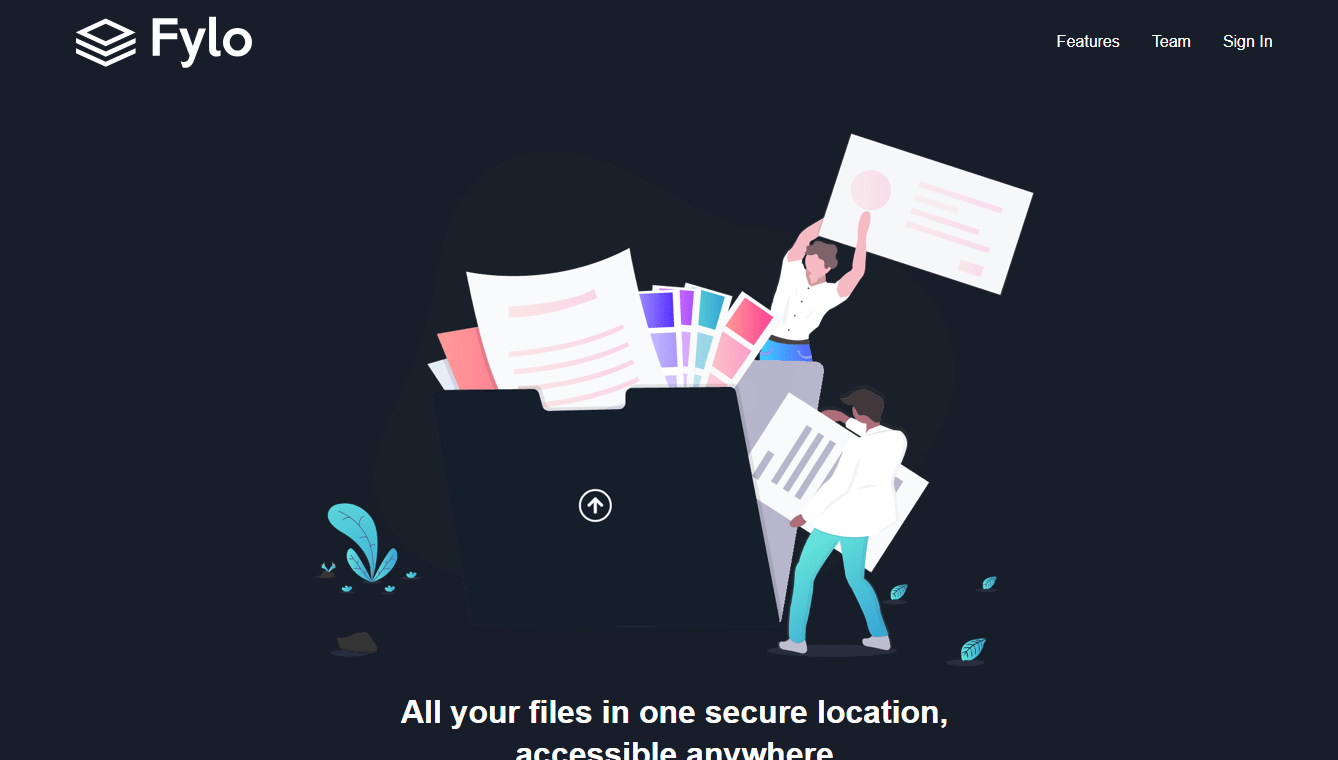 Fylo
Features
Team
Sign In
All your files in one secure location,
accessible anywhere